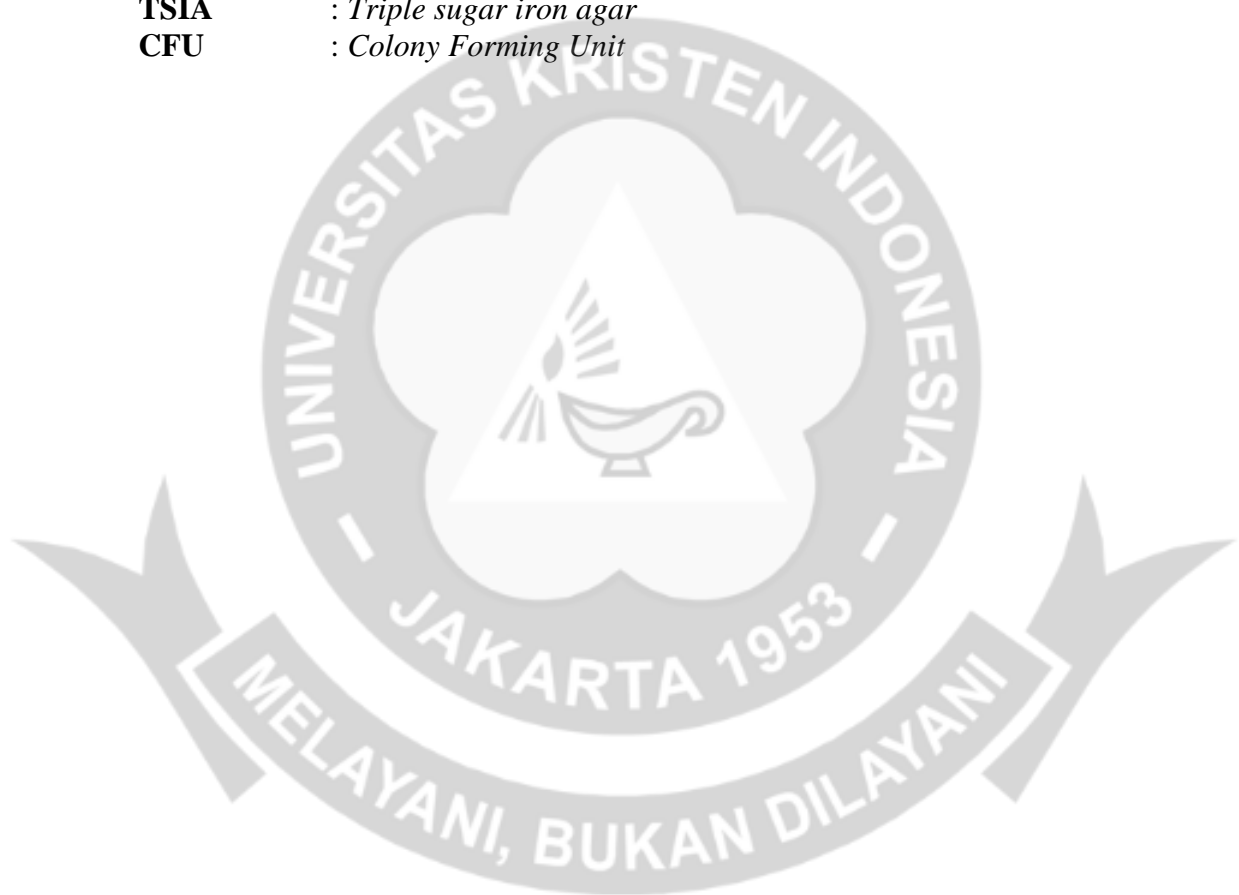 TSIA : Triple sugar iron agar
CFU : Colony Forming Unit
UNIVERSITAS KRISTEN INDONESIA
- JAKARTA 1953 -
MELAYANI, BUKAN DILAYANI